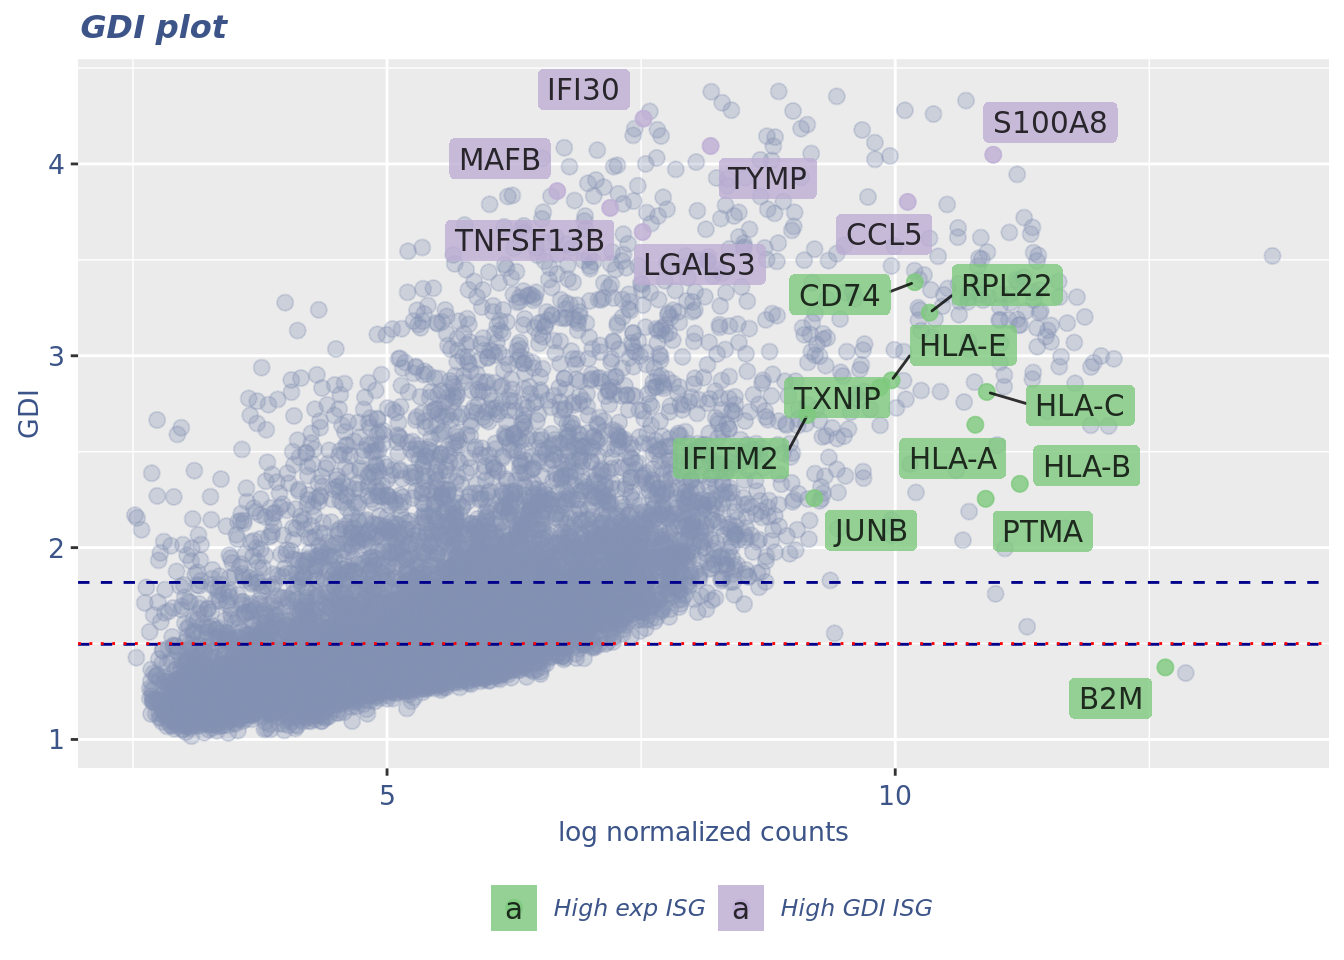 GDI plot
IFI30
S100A8
MAFB
TYMP
TNFSF13B
CCL5
LGALS3
CD74
RPL22
HLA-E
TXNIP
HLA-C
IFITM2
HLA-A
HLA-B
JUNB
PTMA
B2M
4
3
2
1
GDI
5
10
log normalized counts
a High exp ISG a High GDI ISG